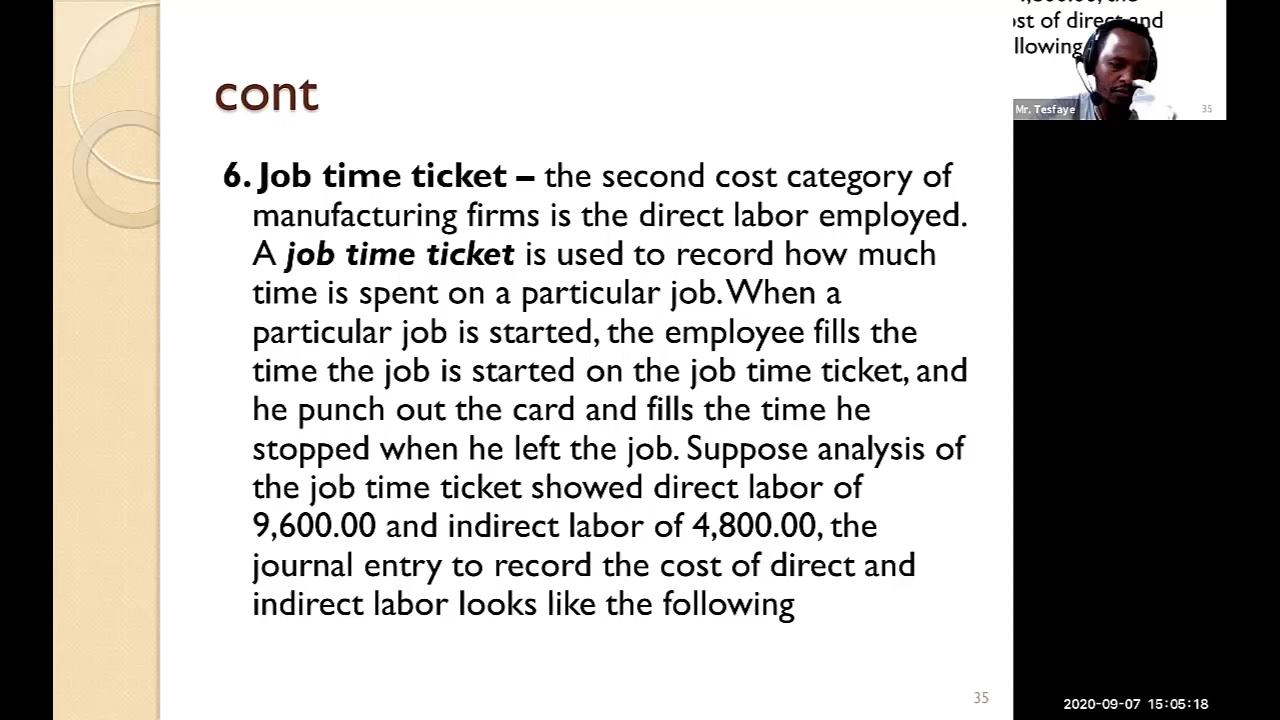 cont
6. Job time ticket – the second cost category of
manufacturing firms is the direct labor employed.
A job time ticket is used to record how much
time is spent on a particular job. When a
particular job is started, the employee fills the
time the job is started on the job time ticket, and
he punch out the card and fills the time he
stopped when he left the job. Suppose analysis of
the job time ticket showed direct labor of
9,600.00 and indirect labor of 4,800.00, the
journal entry to record the cost of direct and
indirect labor looks like the following
35
ost of direct and
llowing
Mr. Tesfaye
35
2020-09-07 15:05:18